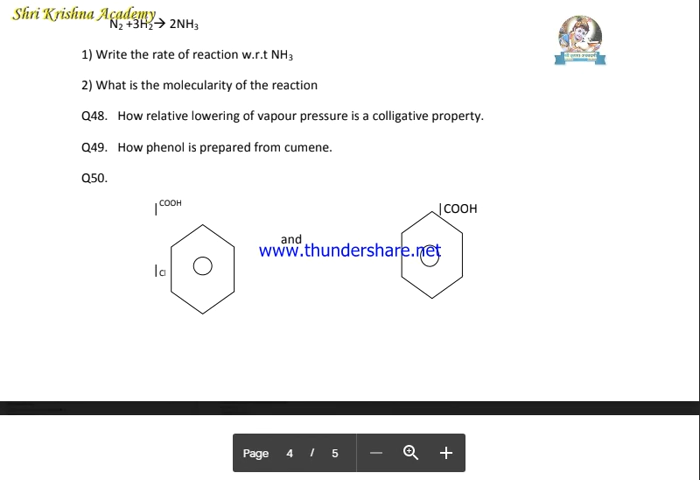 Shri Krishna Academy
N₂ +3H₂→ 2NH₃
1) Write the rate of reaction w.r.t NH₃
2) What is the molecularity of the reaction
Q48. How relative lowering of vapour pressure is a colligative property.
Q49. How phenol is prepared from cumene.
Q50.
COOH
COOH
and
www.thundershare.net
Page 4 / 5